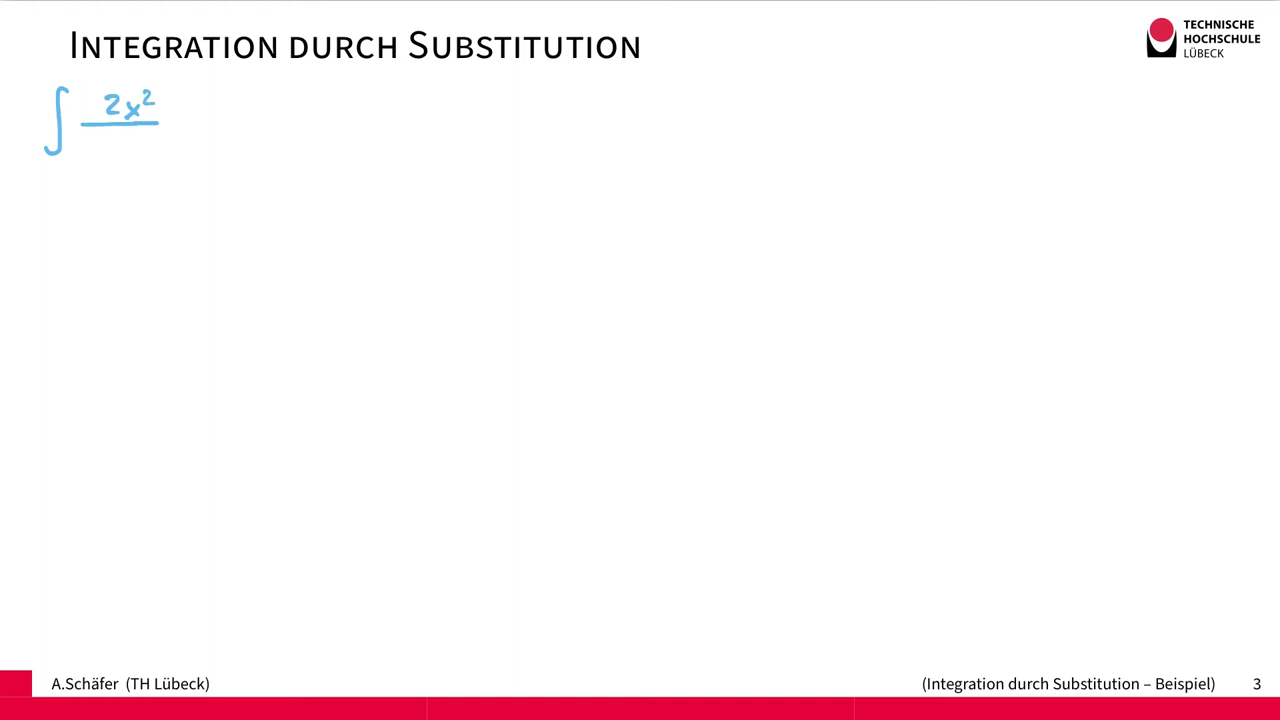 INTEGRATION DURCH SUBSTITUTION
TECHNISCHE
HOCHSCHULE
LÜBECK
∫ 2x²
A.Schäfer (TH Lübeck)
(Integration durch Substitution – Beispiel) 3